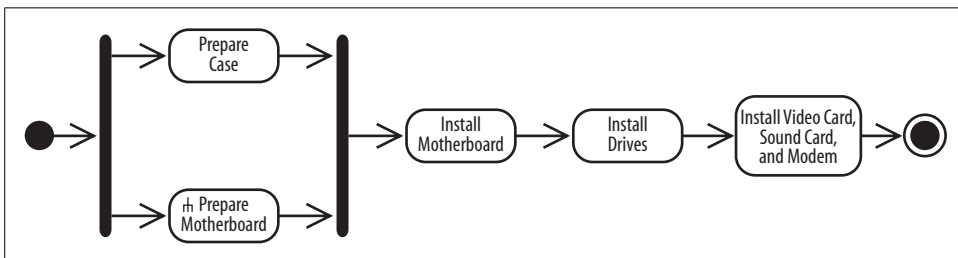 Prepare
Case
Prepare
Motherboard
Install
Motherboard
Install
Drives
Install Video Card,
Sound Card,
and Modem